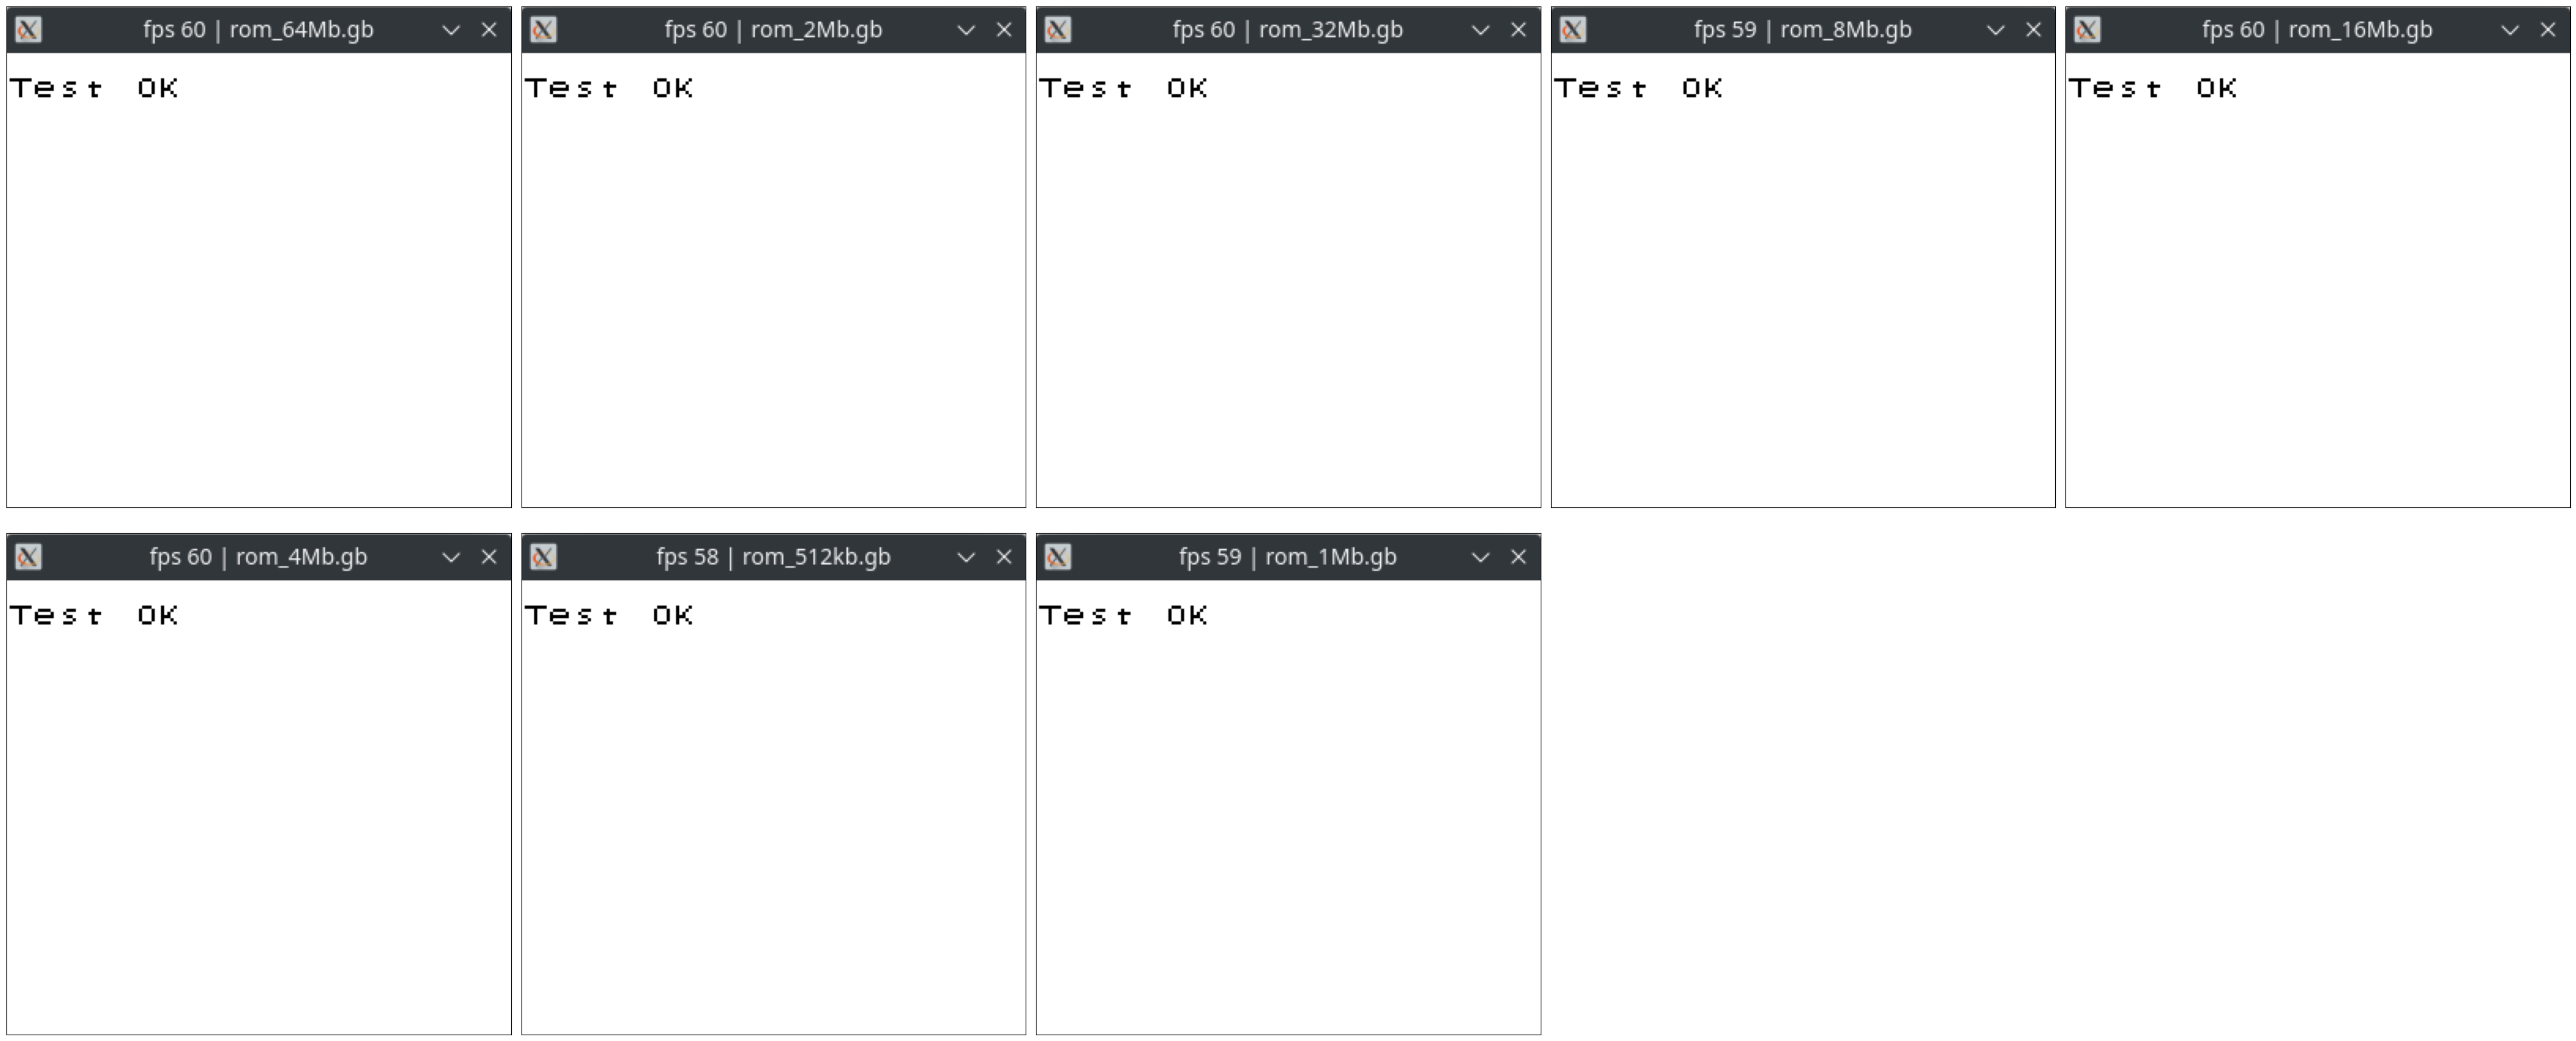 fps 60 | rom_64Mb.gb
Test OK
fps 60 | rom_2Mb.gb
Test OK
fps 60 | rom_32Mb.gb
Test OK
fps 59 | rom_8Mb.gb
Test OK
fps 60 | rom_16Mb.gb
Test OK
fps 60 | rom_4Mb.gb
Test OK
fps 58 | rom_512kb.gb
Test OK
fps 59 | rom_1Mb.gb
Test OK